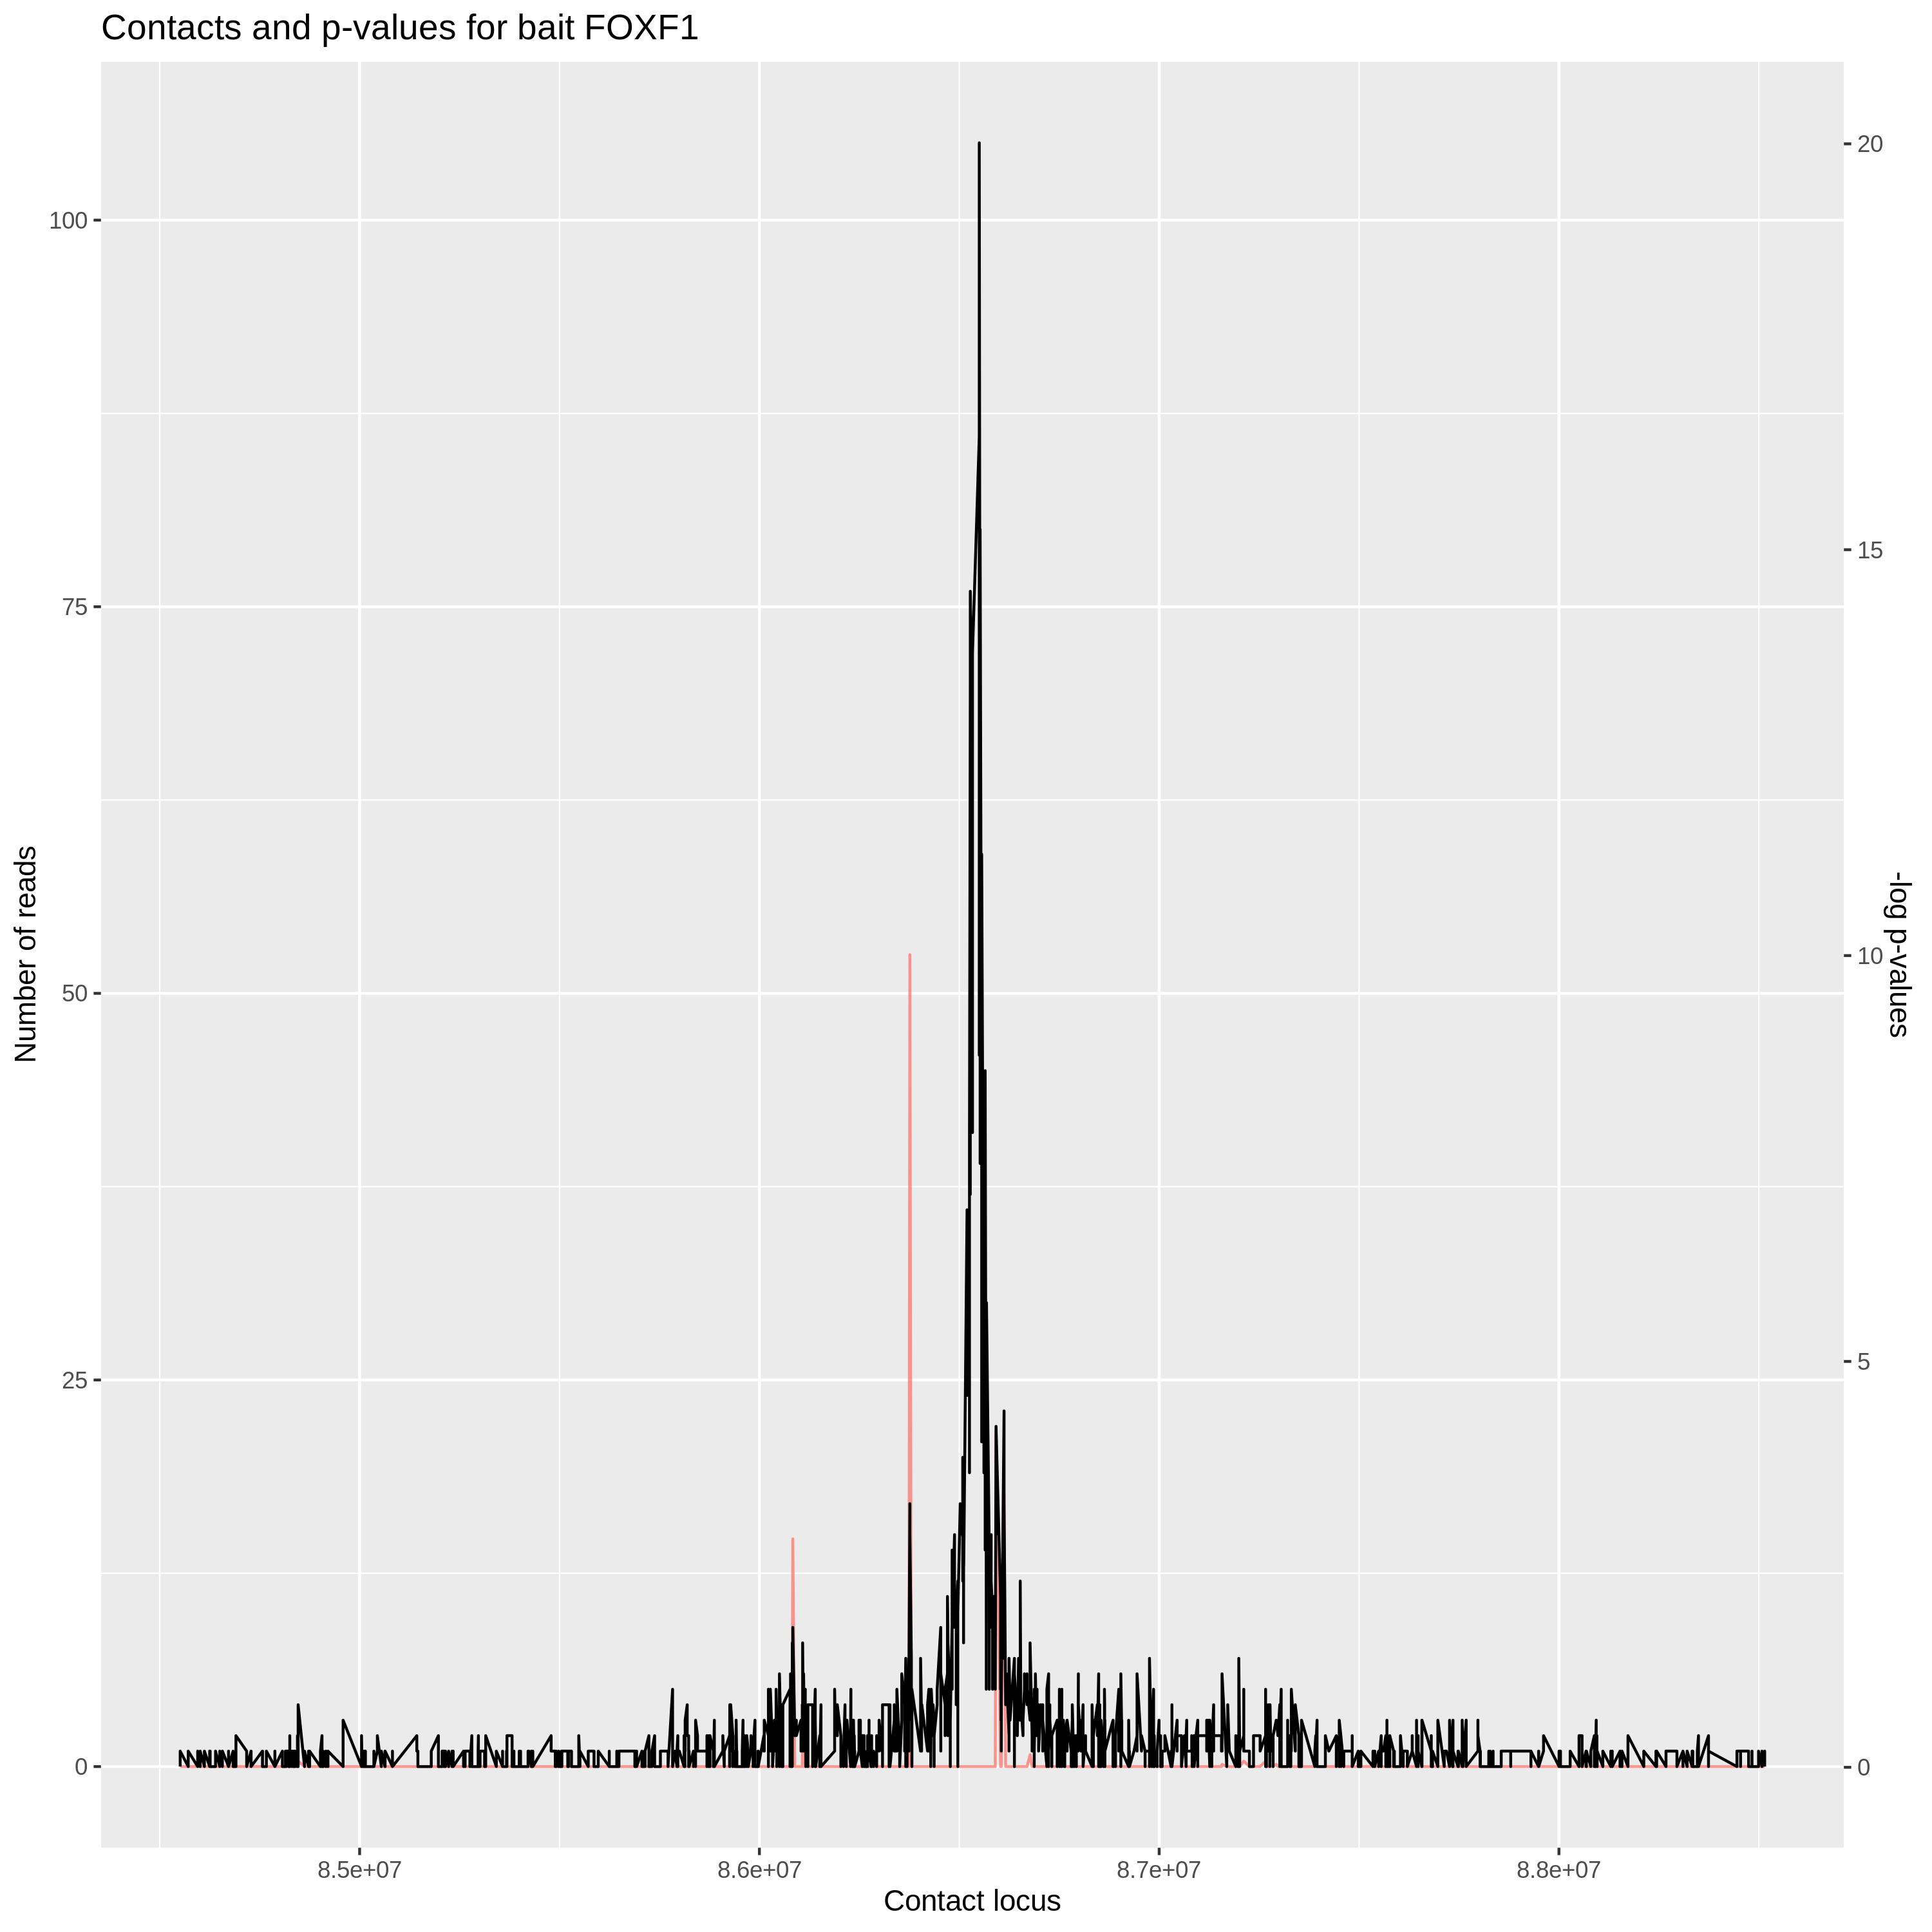 Contacts and p-values for bait FOXF1
100
75
50
25
0
Number of reads
20
15
10
5
0
-log p-values
8.5e+07
8.6e+07
8.7e+07
8.8e+07
Contact locus